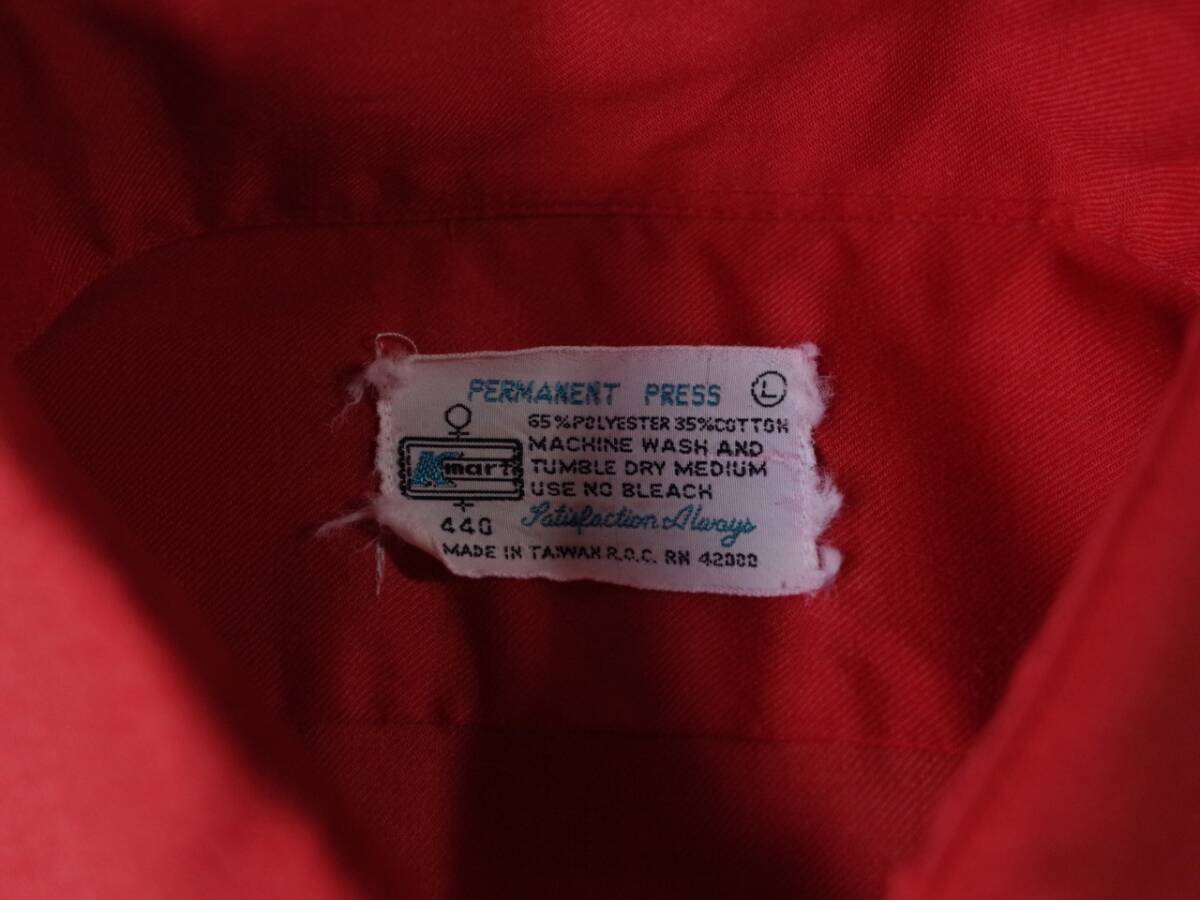 PERMANENT PRESS L
65%POLYESTER 35%COTTON
MACHINE WASH AND
Kmart
TUMBLE DRY MEDIUM
USE NO BLEACH
440 Satisfaction Always
MADE IN TAIWAN R.O.C. RN 42000